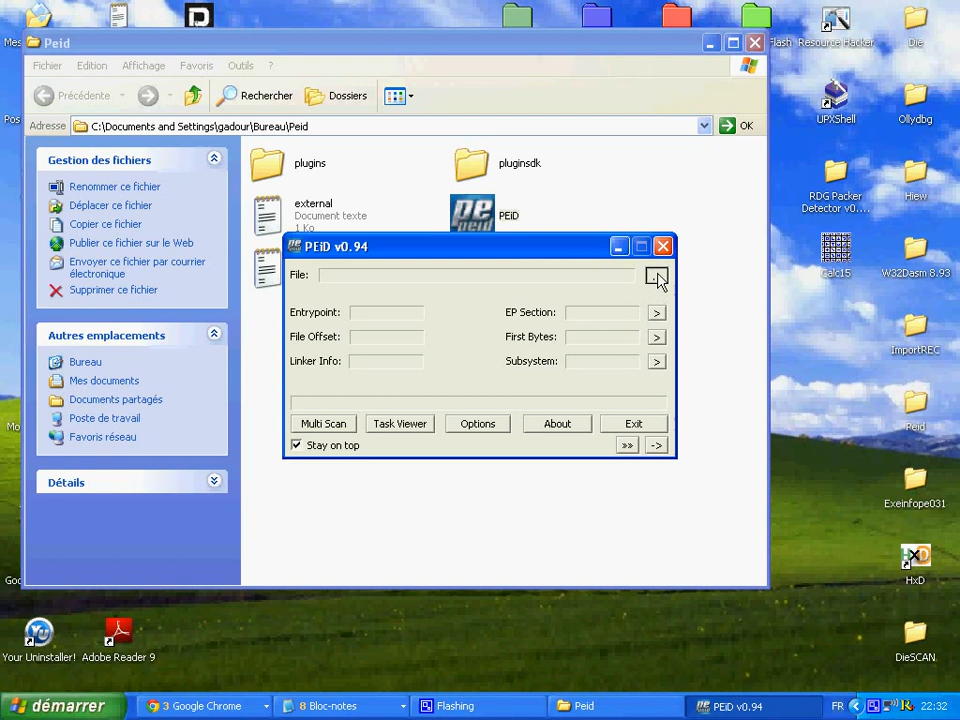 Mes
Flash
Resource Hacker
Die
Peid
Fichier
Edition
Affichage
Favoris
Outils
?
Précédente
Rechercher
Dossiers
Pos
Adresse
C:\Documents and Settings\gadour\Bureau\Peid
OK
UPXShell
Ollydbg
Gestion des fichiers
Renommer ce fichier
Déplacer ce fichier
Copier ce fichier
Publier ce fichier sur le Web
Envoyer ce fichier par courrier
électronique
Supprimer ce fichier
plugins
pluginsdk
external
Document texte
1 Ko
PEiD
RDG Packer
Detector v0....
Hiew
Calc15
W32Dasm 8.93
PEiD v0.94
File:
...
Entrypoint:
EP Section:
>
File Offset:
First Bytes:
>
Linker Info:
Subsystem:
>
Multi Scan
Task Viewer
Options
About
Exit
Stay on top
»
->
Autres emplacements
Bureau
Mes documents
Documents partagés
Poste de travail
Favoris réseau
Détails
ImportREC
Mo
Peid
Exeinfope031
Goo
HxD
Your Uninstaller!
Adobe Reader 9
DieSCAN
démarrer
3 Google Chrome
8 Bloc-notes
Flashing
Peid
PEiD v0.94
FR
22:32